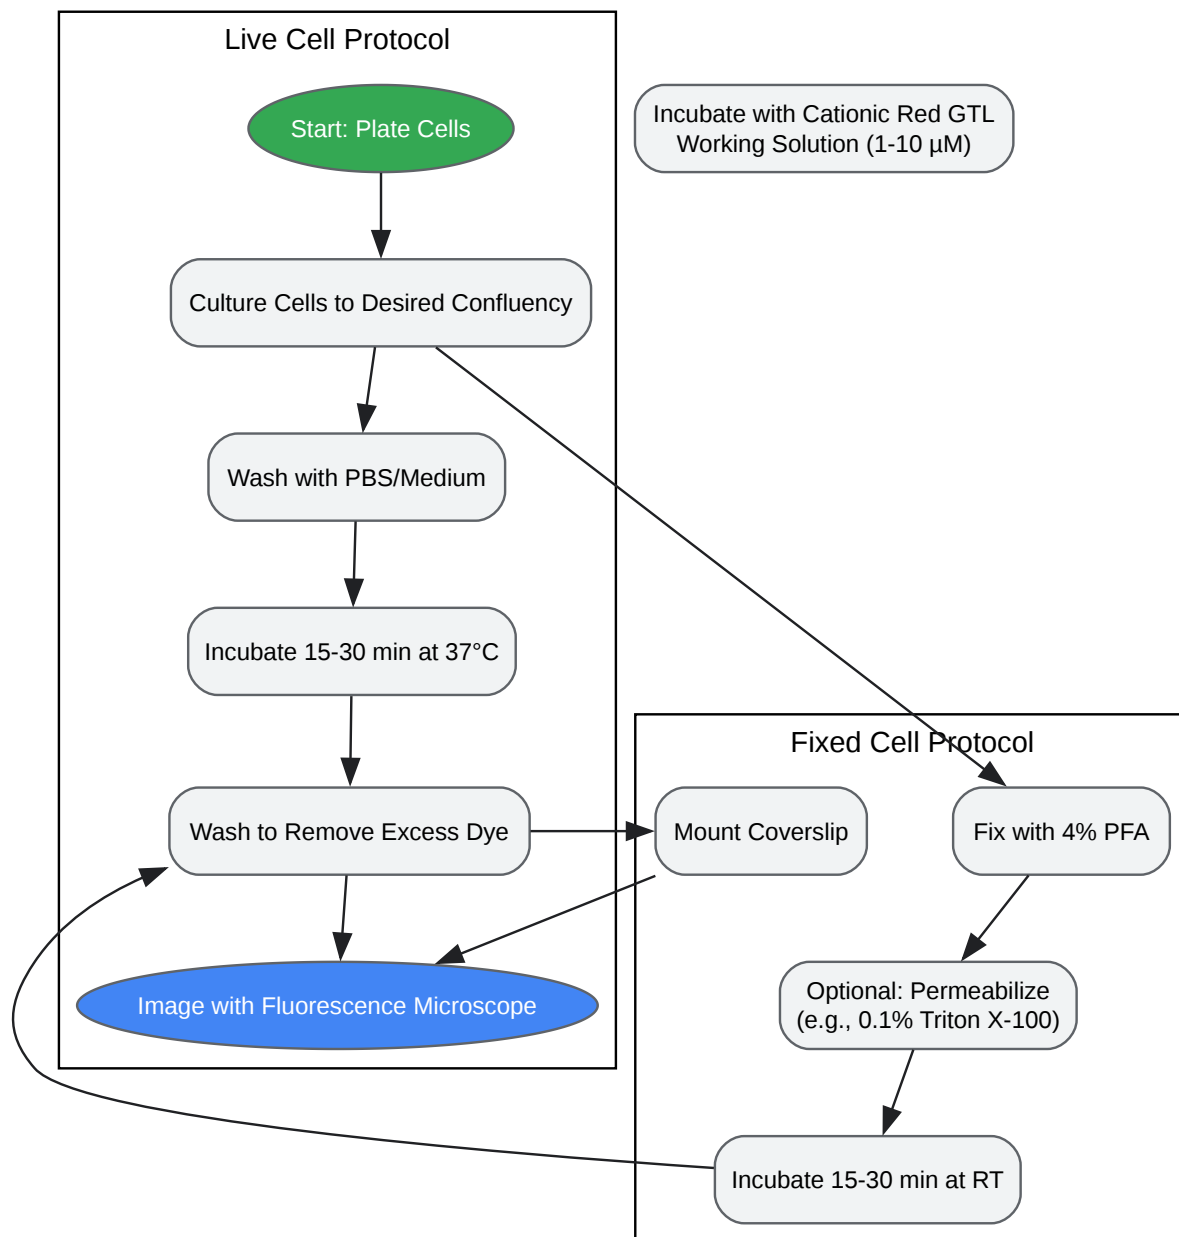 Live Cell Protocol
Start: Plate Cells
Incubate with Cationic Red GTL
Working Solution (1-10 µM)
Culture Cells to Desired Confluency
Wash with PBS/Medium
Incubate 15-30 min at 37°C
Fixed Cell Protocol
Wash to Remove Excess Dye
Mount Coverslip
Fix with 4% PFA
Image with Fluorescence Microscope
Optional: Permeabilize
(e.g., 0.1% Triton X-100)
Incubate 15-30 min at RT